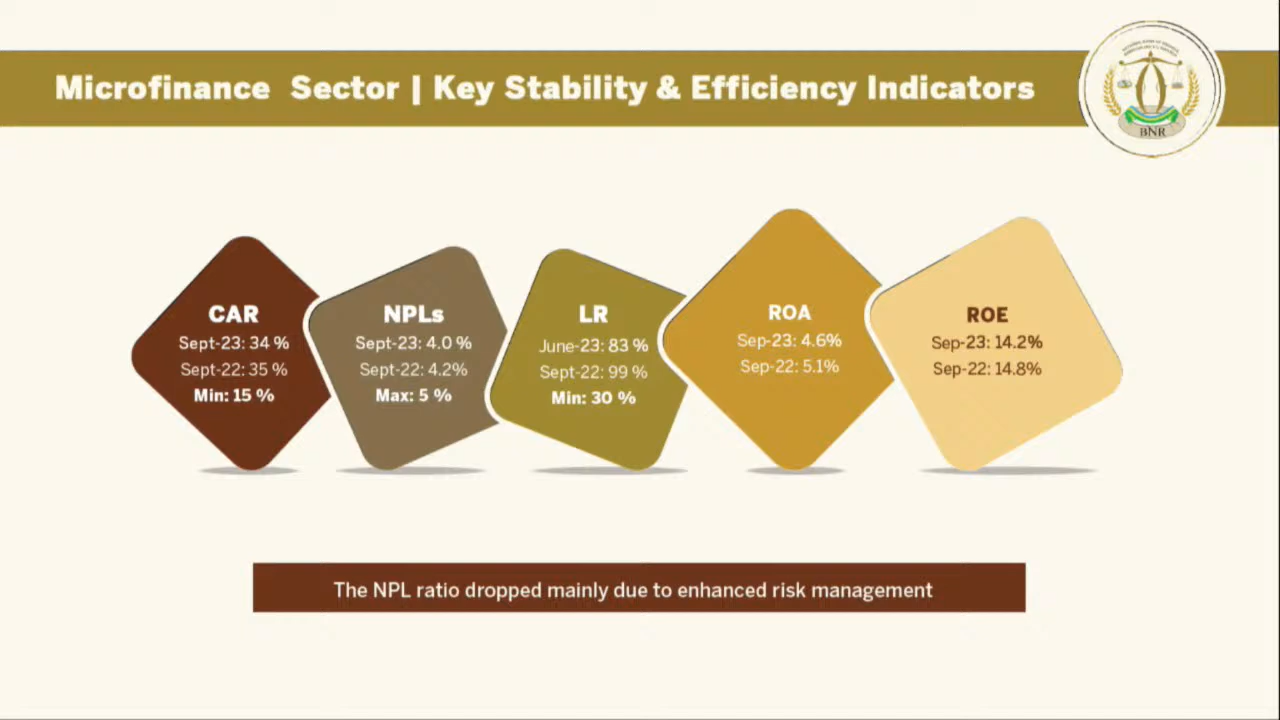 Microfinance Sector | Key Stability & Efficiency Indicators
BNR
CAR
Sept-23: 34 %
Sept-22: 35 %
Min: 15 %
NPLs
Sept-23: 4.0 %
Sept-22: 4.2%
Max: 5 %
LR
June-23: 83 %
Sept-22: 99 %
Min: 30 %
ROA
Sep-23: 4.6%
Sep-22: 5.1%
ROE
Sep-23: 14.2%
Sep-22: 14.8%
The NPL ratio dropped mainly due to enhanced risk management